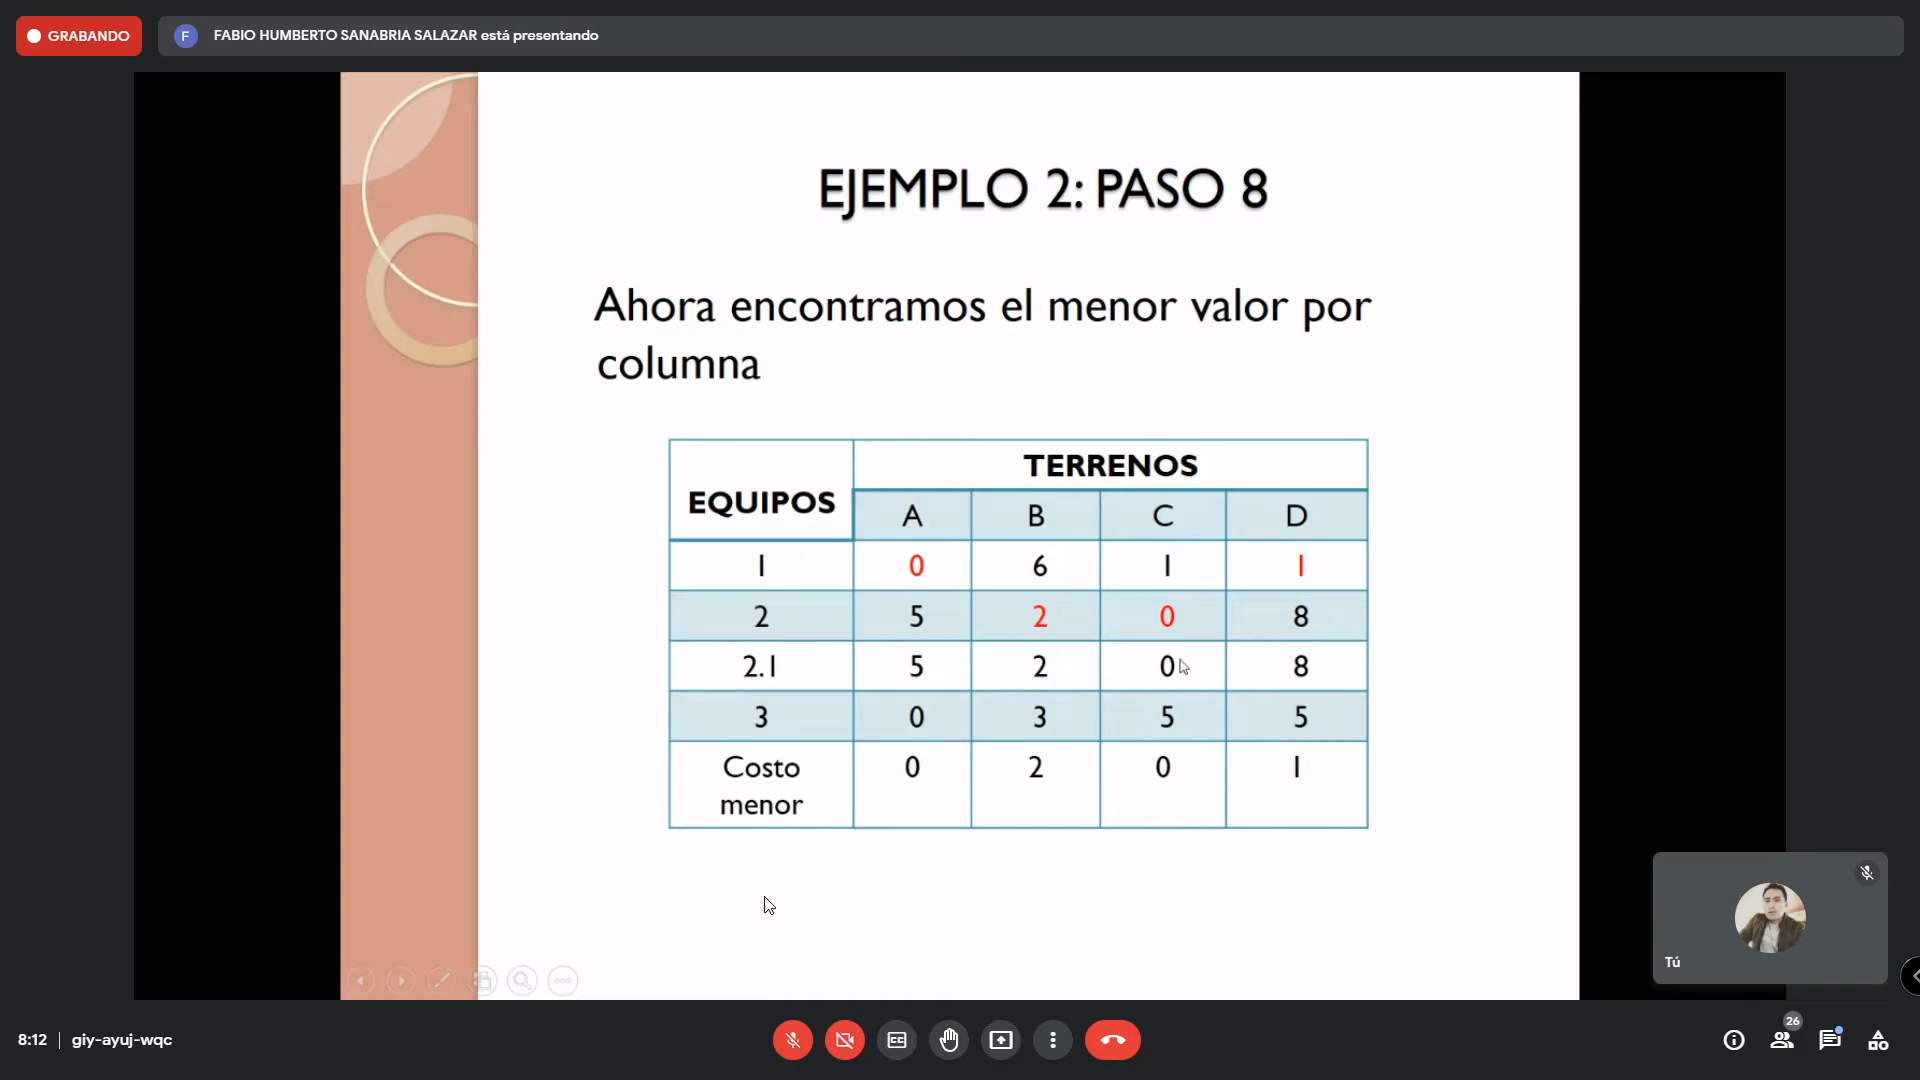 GRABANDO
F FABIO HUMBERTO SANABRIA SALAZAR está presentando
EJEMPLO 2: PASO 8
Ahora encontramos el menor valor por
columna
EQUIPOS TERRENOS
A B C D
1 0 6 1 1
2 5 2 0 8
2.1 5 2 0 8
3 0 3 5 5
Costo menor 0 2 0 1
Tú
8:12 | giy-ayuj-wqc
CC
26